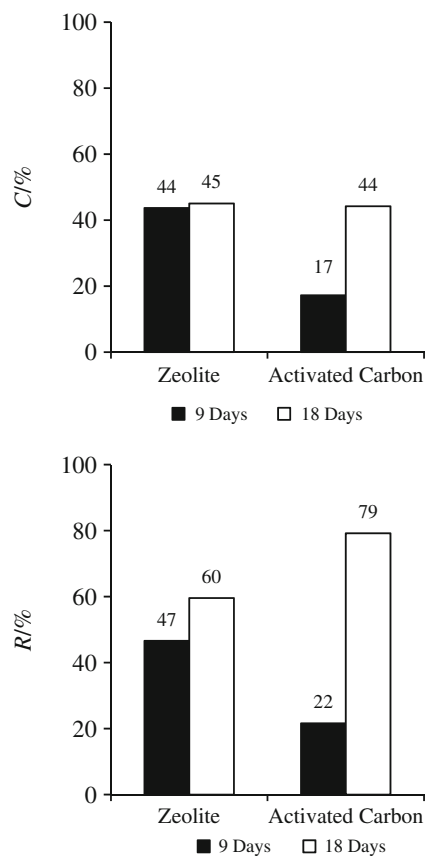 100
80
60
40
20
0
C/%
44
45
17
44
Zeolite
Activated Carbon
9 Days
18 Days
100
80
60
40
20
0
R/%
47
60
22
79
Zeolite
Activated Carbon
9 Days
18 Days